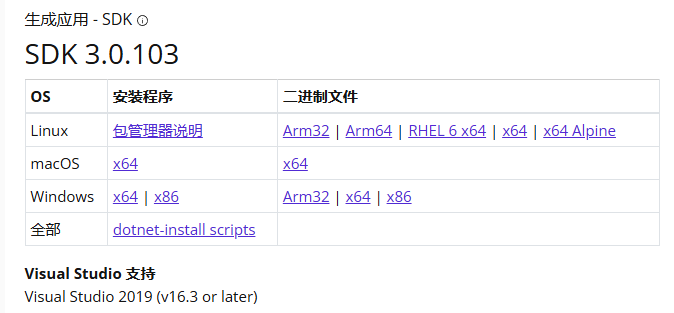 生成应用 - SDK
SDK 3.0.103
OS 安装程序 二进制文件
Linux 包管理器说明 Arm32 | Arm64 | RHEL 6 x64 | x64 | x64 Alpine
macOS x64 x64
Windows x64 | x86 Arm32 | x64 | x86
全部 dotnet-install scripts
Visual Studio 支持
Visual Studio 2019 (v16.3 or later)